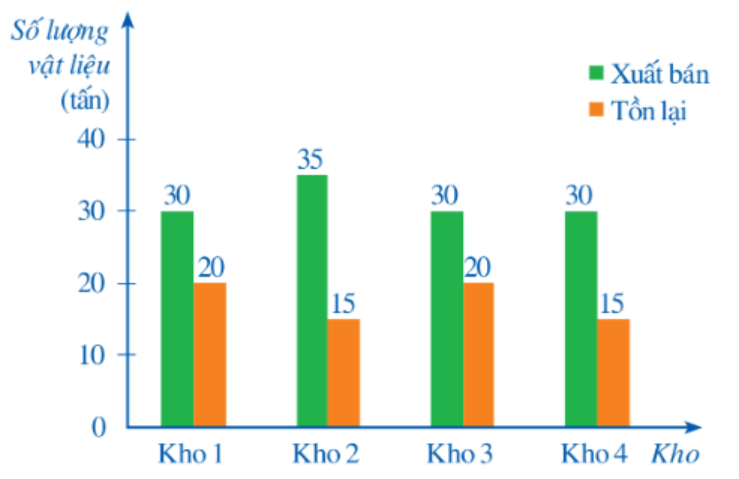 Số lượng
vật liệu
(tấn)
Xuất bán
Tồn lại
40
30
20
10
0
30
20
35
15
30
20
30
15
Kho 1
Kho 2
Kho 3
Kho 4
Kho